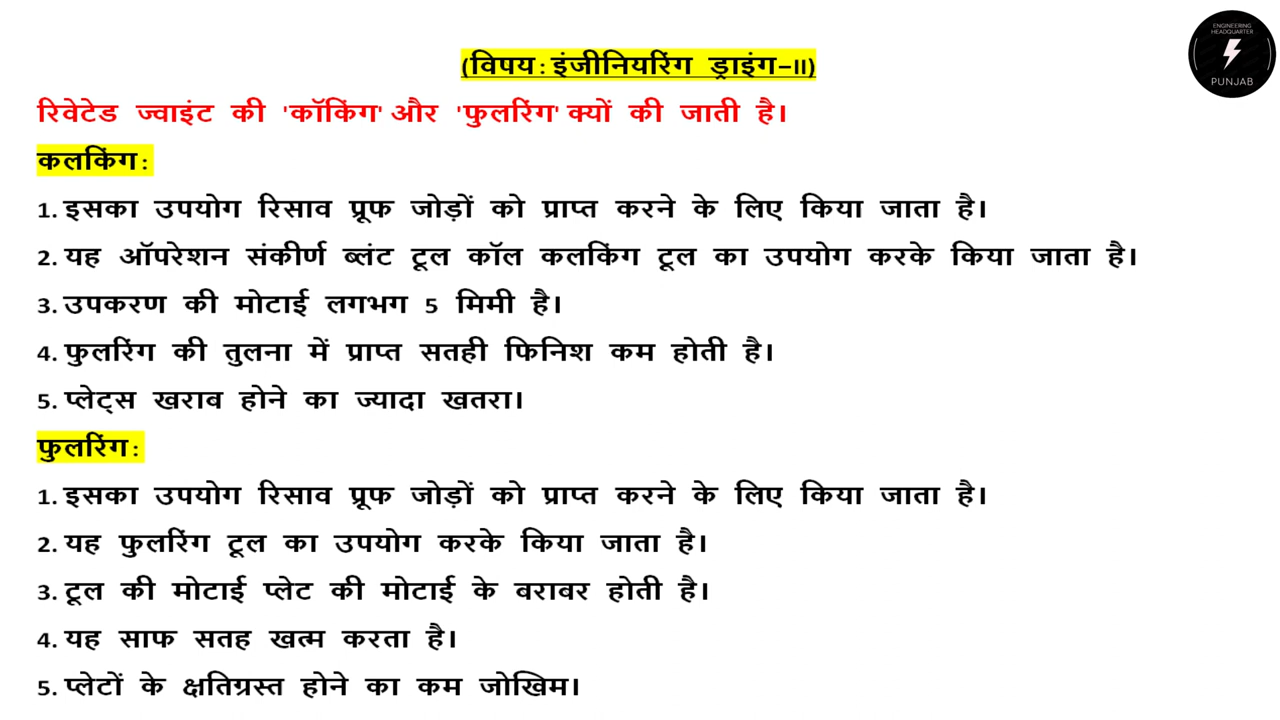 ENGINEERING
HEADQUARTER
PUNJAB
(विषय: इंजीनियरिंग ड्राइंग-II)
रिवेटेड ज्वाइंट की 'कॉकिंग' और 'फुलरिंग' क्यों की जाती है।
कलकिंग:
1. इसका उपयोग रिसाव प्रूफ जोड़ों को प्राप्त करने के लिए किया जाता है।
2. यह ऑपरेशन संकीर्ण ब्लंट टूल कॉल कलकिंग टूल का उपयोग करके किया जाता है।
3. उपकरण की मोटाई लगभग 5 मिमी है।
4. फुलरिंग की तुलना में प्राप्त सतही फिनिश कम होती है।
5. प्लेट्स खराब होने का ज्यादा खतरा।
फुलरिंग:
1. इसका उपयोग रिसाव प्रूफ जोड़ों को प्राप्त करने के लिए किया जाता है।
2. यह फुलरिंग टूल का उपयोग करके किया जाता है।
3. टूल की मोटाई प्लेट की मोटाई के बराबर होती है।
4. यह साफ सतह खत्म करता है।
5. प्लेटों के क्षतिग्रस्त होने का कम जोखिम।